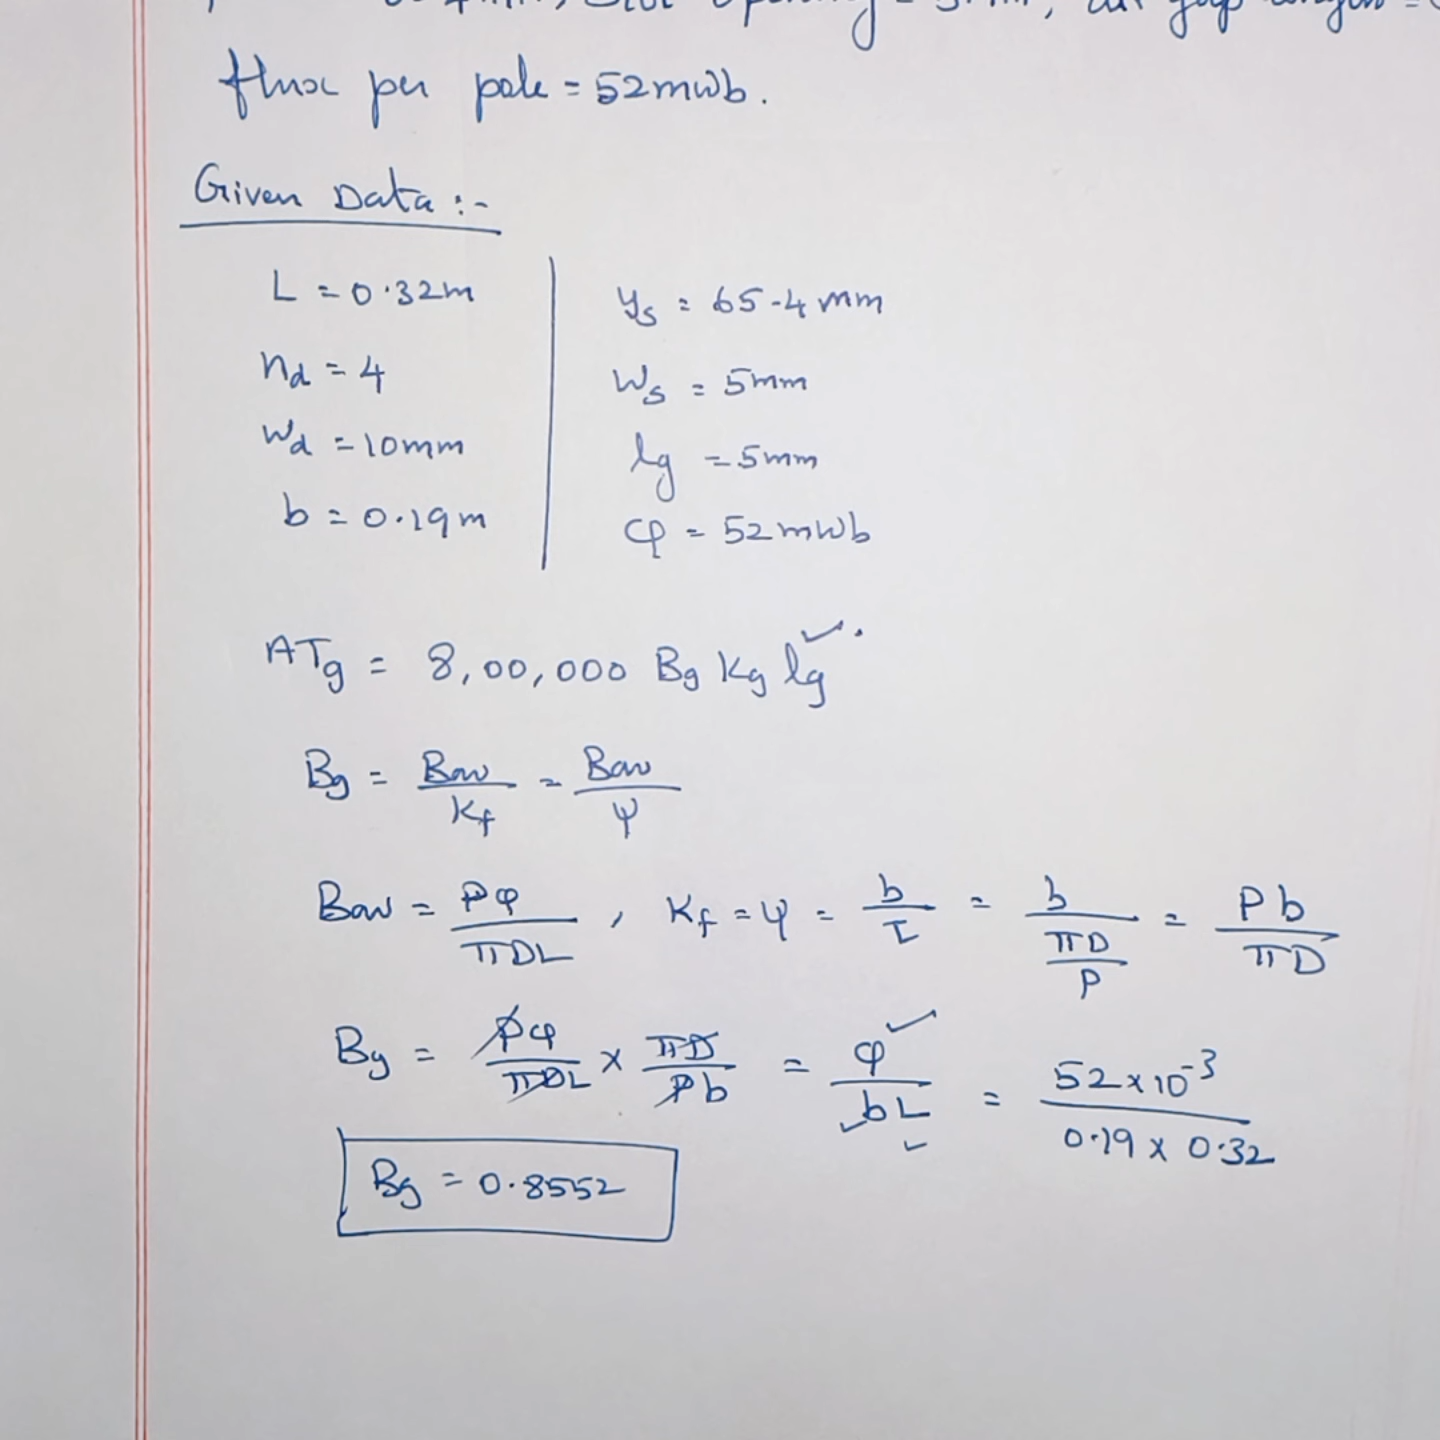 flux per pole = 52mwb.
Given Data :-
L = 0.32m
nd = 4
Wd = 10mm
b = 0.19m
ys = 65.4 mm
Ws = 5mm
lg = 5mm
φ = 52mwb
ATg = 8,00,000 Bg Kg lg ✓.
Bg = Bav/Kf = Bav/ψ
Bav = Pφ/πDL , Kf = ψ = b/τ = b/(πD/P) = Pb/πD
Bg = Pφ/πDL × πD/Pb = φ/bL = 52×10⁻³/0.19 × 0.32
Bg = 0.8552